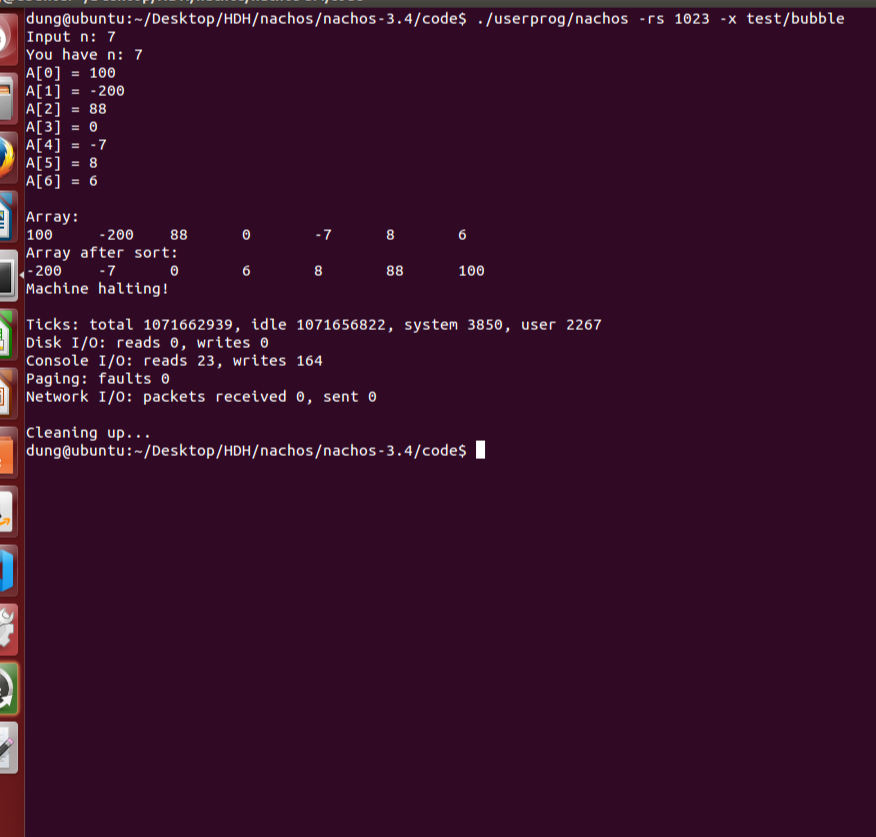 dung@ubuntu:~/Desktop/HDH/nachos/nachos-3.4/code$ ./userprog/nachos -rs 1023 -x test/bubble
Input n: 7
You have n: 7
A[0] = 100
A[1] = -200
A[2] = 88
A[3] = 0
A[4] = -7
A[5] = 8
A[6] = 6
Array:
100 -200 88 0 -7 8 6
Array after sort:
-200 -7 0 6 8 88 100
Machine halting!
Ticks: total 1071662939, idle 1071656822, system 3850, user 2267
Disk I/O: reads 0, writes 0
Console I/O: reads 23, writes 164
Paging: faults 0
Network I/O: packets received 0, sent 0
Cleaning up...
dung@ubuntu:~/Desktop/HDH/nachos/nachos-3.4/code$